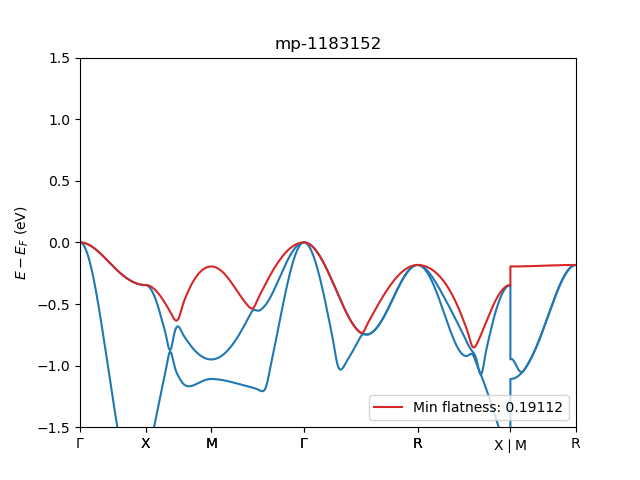 mp-1183152
E − E_F (eV)
1.5
1.0
0.5
0.0
−0.5
−1.0
−1.5
Min flatness: 0.19112
Γ X M Γ R X | M R